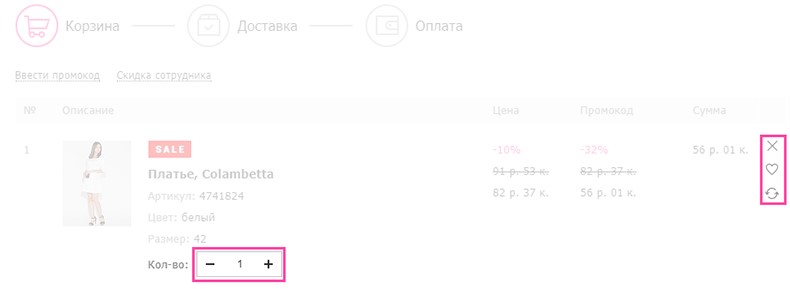 Корзина Доставка Оплата
Ввести промокод Скидка сотрудника
№ Описание Цена Промокод Сумма
1 SALE -10% -32% 56 р. 01 к.
Платье, Colambetta 91 р. 53 к. 82 р. 37 к.
Артикул: 4741824 82 р. 37 к. 56 р. 01 к.
Цвет: белый
Размер: 42
Кол-во: − 1 +